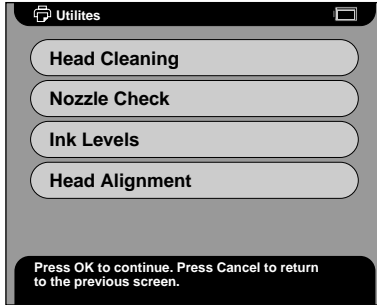 Utilites
Head Cleaning
Nozzle Check
Ink Levels
Head Alignment
Press OK to continue. Press Cancel to return
to the previous screen.